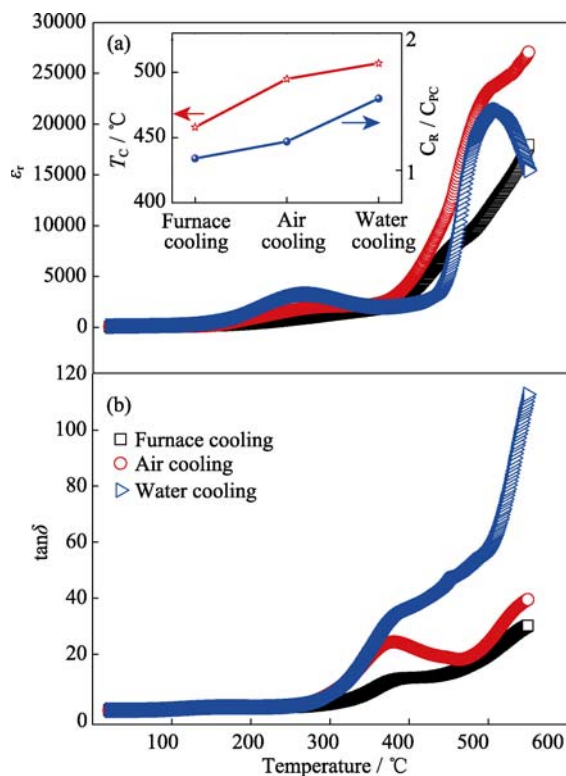 (a)
30000
25000
20000
15000
10000
5000
0
εr
500
450
400
TC / ℃
2
1
CR / CPC
Furnace cooling
Air cooling
Water cooling
(b)
120
100
80
60
40
20
0
tanδ
Furnace cooling
Air cooling
Water cooling
100 200 300 400 500 600
Temperature / ℃